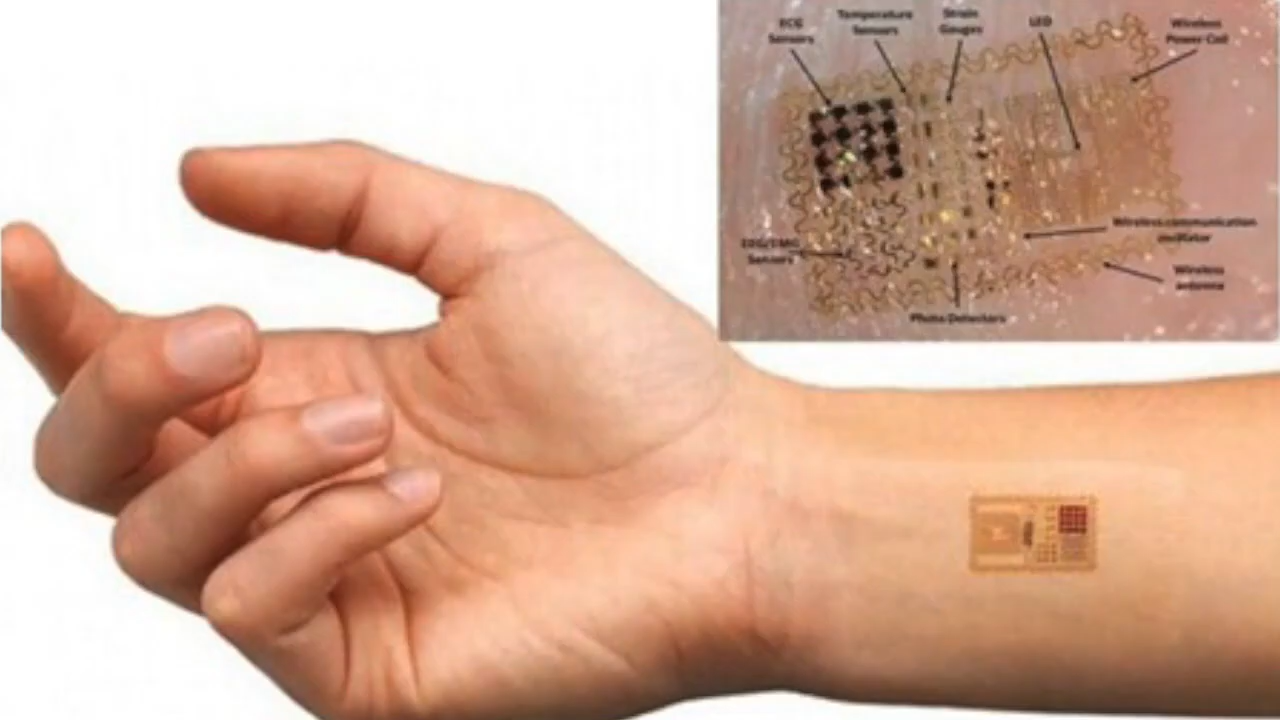 ECG
Sensors
Temperature
Sensors
Strain
Gauges
LED
Wireless
Power Coil
Wireless communication
oscillator
EEG/EMG
Sensors
Wireless
antenna
Photo Detectors